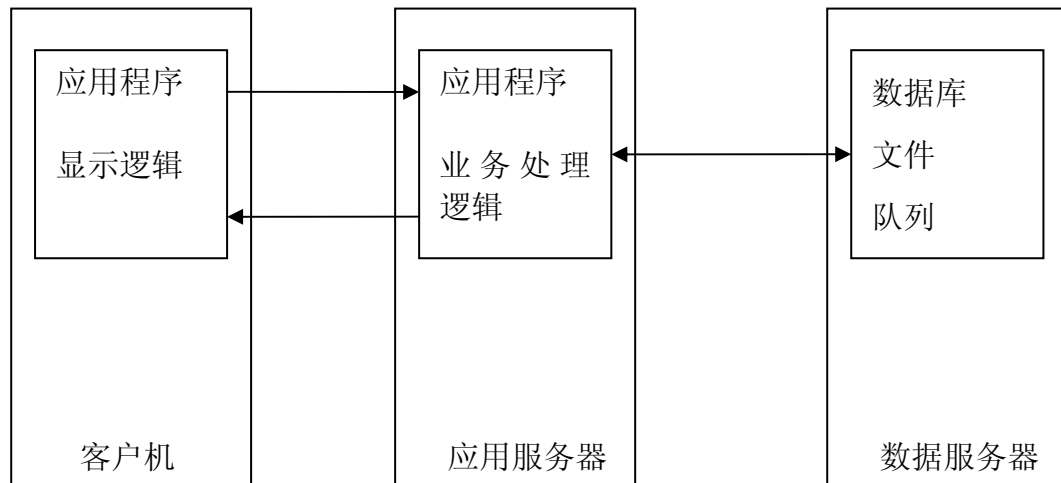 应用程序
显示逻辑
客户机
应用程序
业务处理
逻辑
应用服务器
数据库
文件
队列
数据服务器